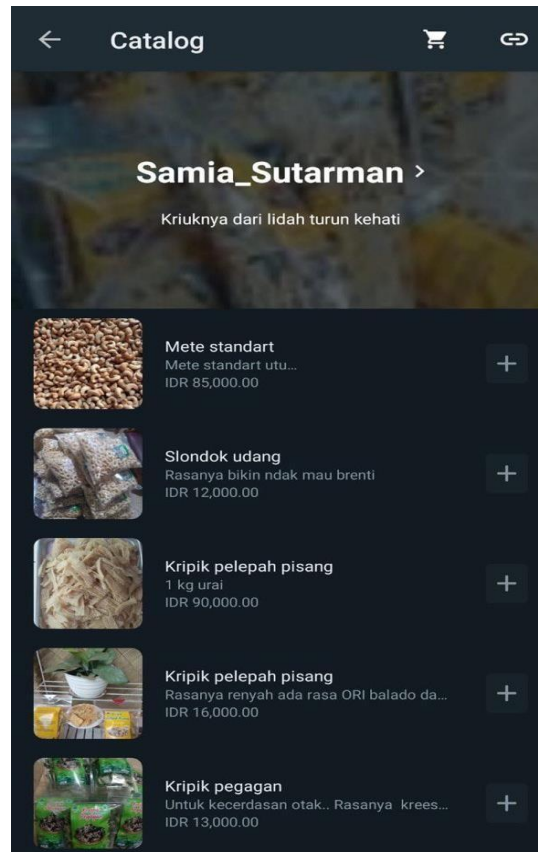 Catalog
Samia_Sutarman
Kriuknya dari lidah turun kehati
Mete standart
Mete standart utu...
IDR 85,000.00
Slondok udang
Rasanya bikin ndak mau brenti
IDR 12,000.00
Kripik pelepah pisang
1 kg urai
IDR 90,000.00
Kripik pelepah pisang
Rasanya renyah ada rasa ORI balado da...
IDR 16,000.00
Kripik pegagan
Untuk kecerdasan otak.. Rasanya krees...
IDR 13,000.00